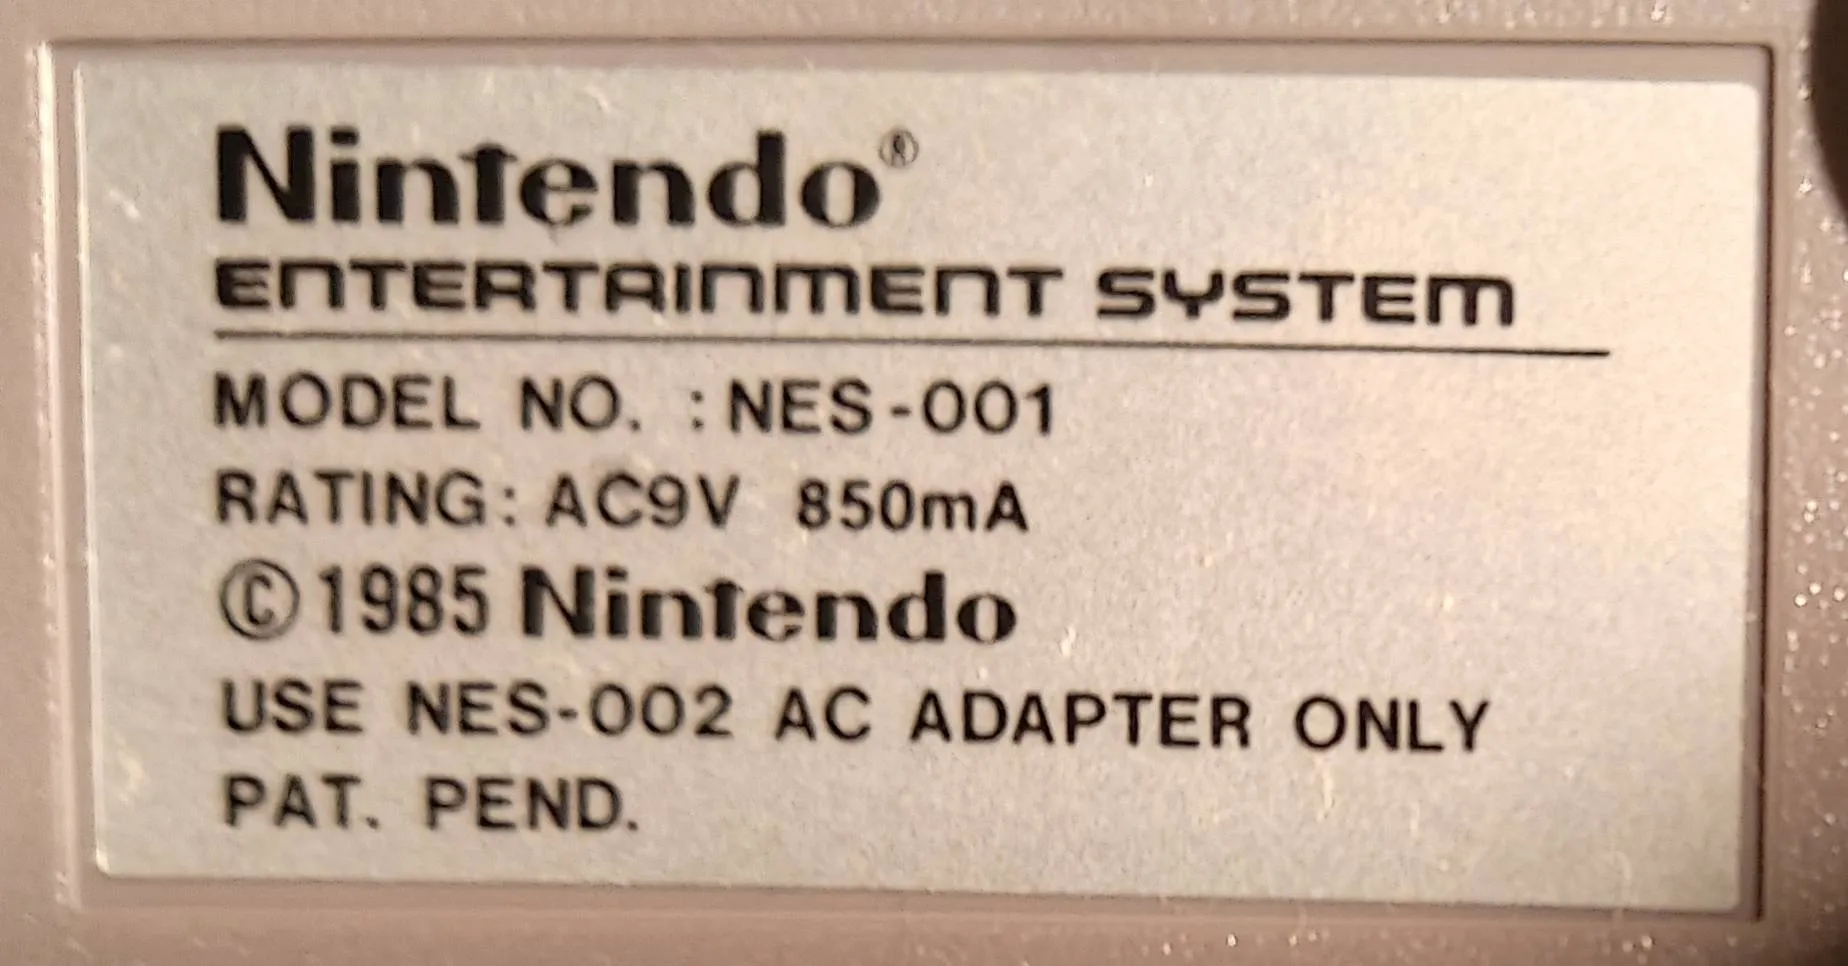 Nintendo®
ENTERTAINMENT SYSTEM
MODEL NO. : NES-001
RATING: AC9V 850mA
©1985 Nintendo
USE NES-002 AC ADAPTER ONLY
PAT. PEND.